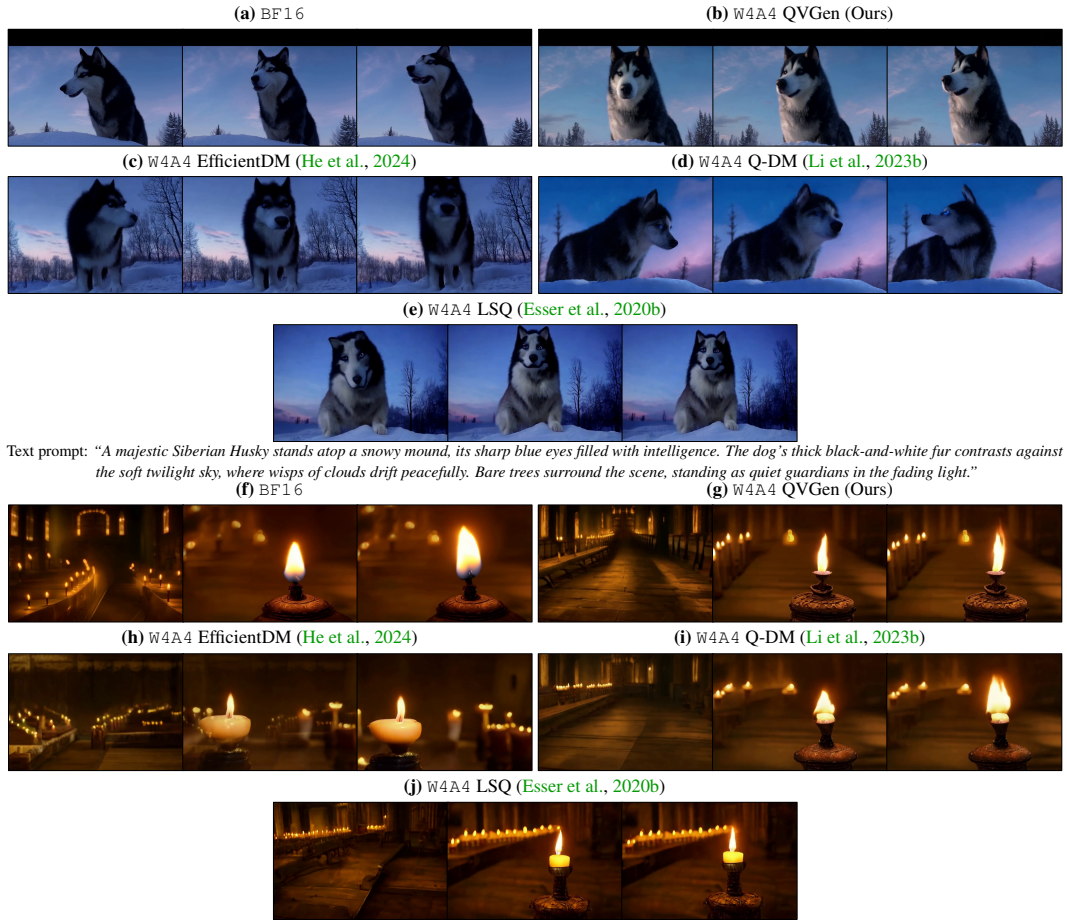 (a) BF16
(b) W4A4 QVGen (Ours)
(c) W4A4 EfficientDM (He et al., 2024)
(d) W4A4 Q-DM (Li et al., 2023b)
(e) W4A4 LSQ (Esser et al., 2020b)
Text prompt: “A majestic Siberian Husky stands atop a snowy mound, its sharp blue eyes filled with intelligence. The dog’s thick black-and-white fur contrasts against
the soft twilight sky, where wisps of clouds drift peacefully. Bare trees surround the scene, standing as quiet guardians in the fading light.”
(f) BF16
(g) W4A4 QVGen (Ours)
(h) W4A4 EfficientDM (He et al., 2024)
(i) W4A4 Q-DM (Li et al., 2023b)
(j) W4A4 LSQ (Esser et al., 2020b)